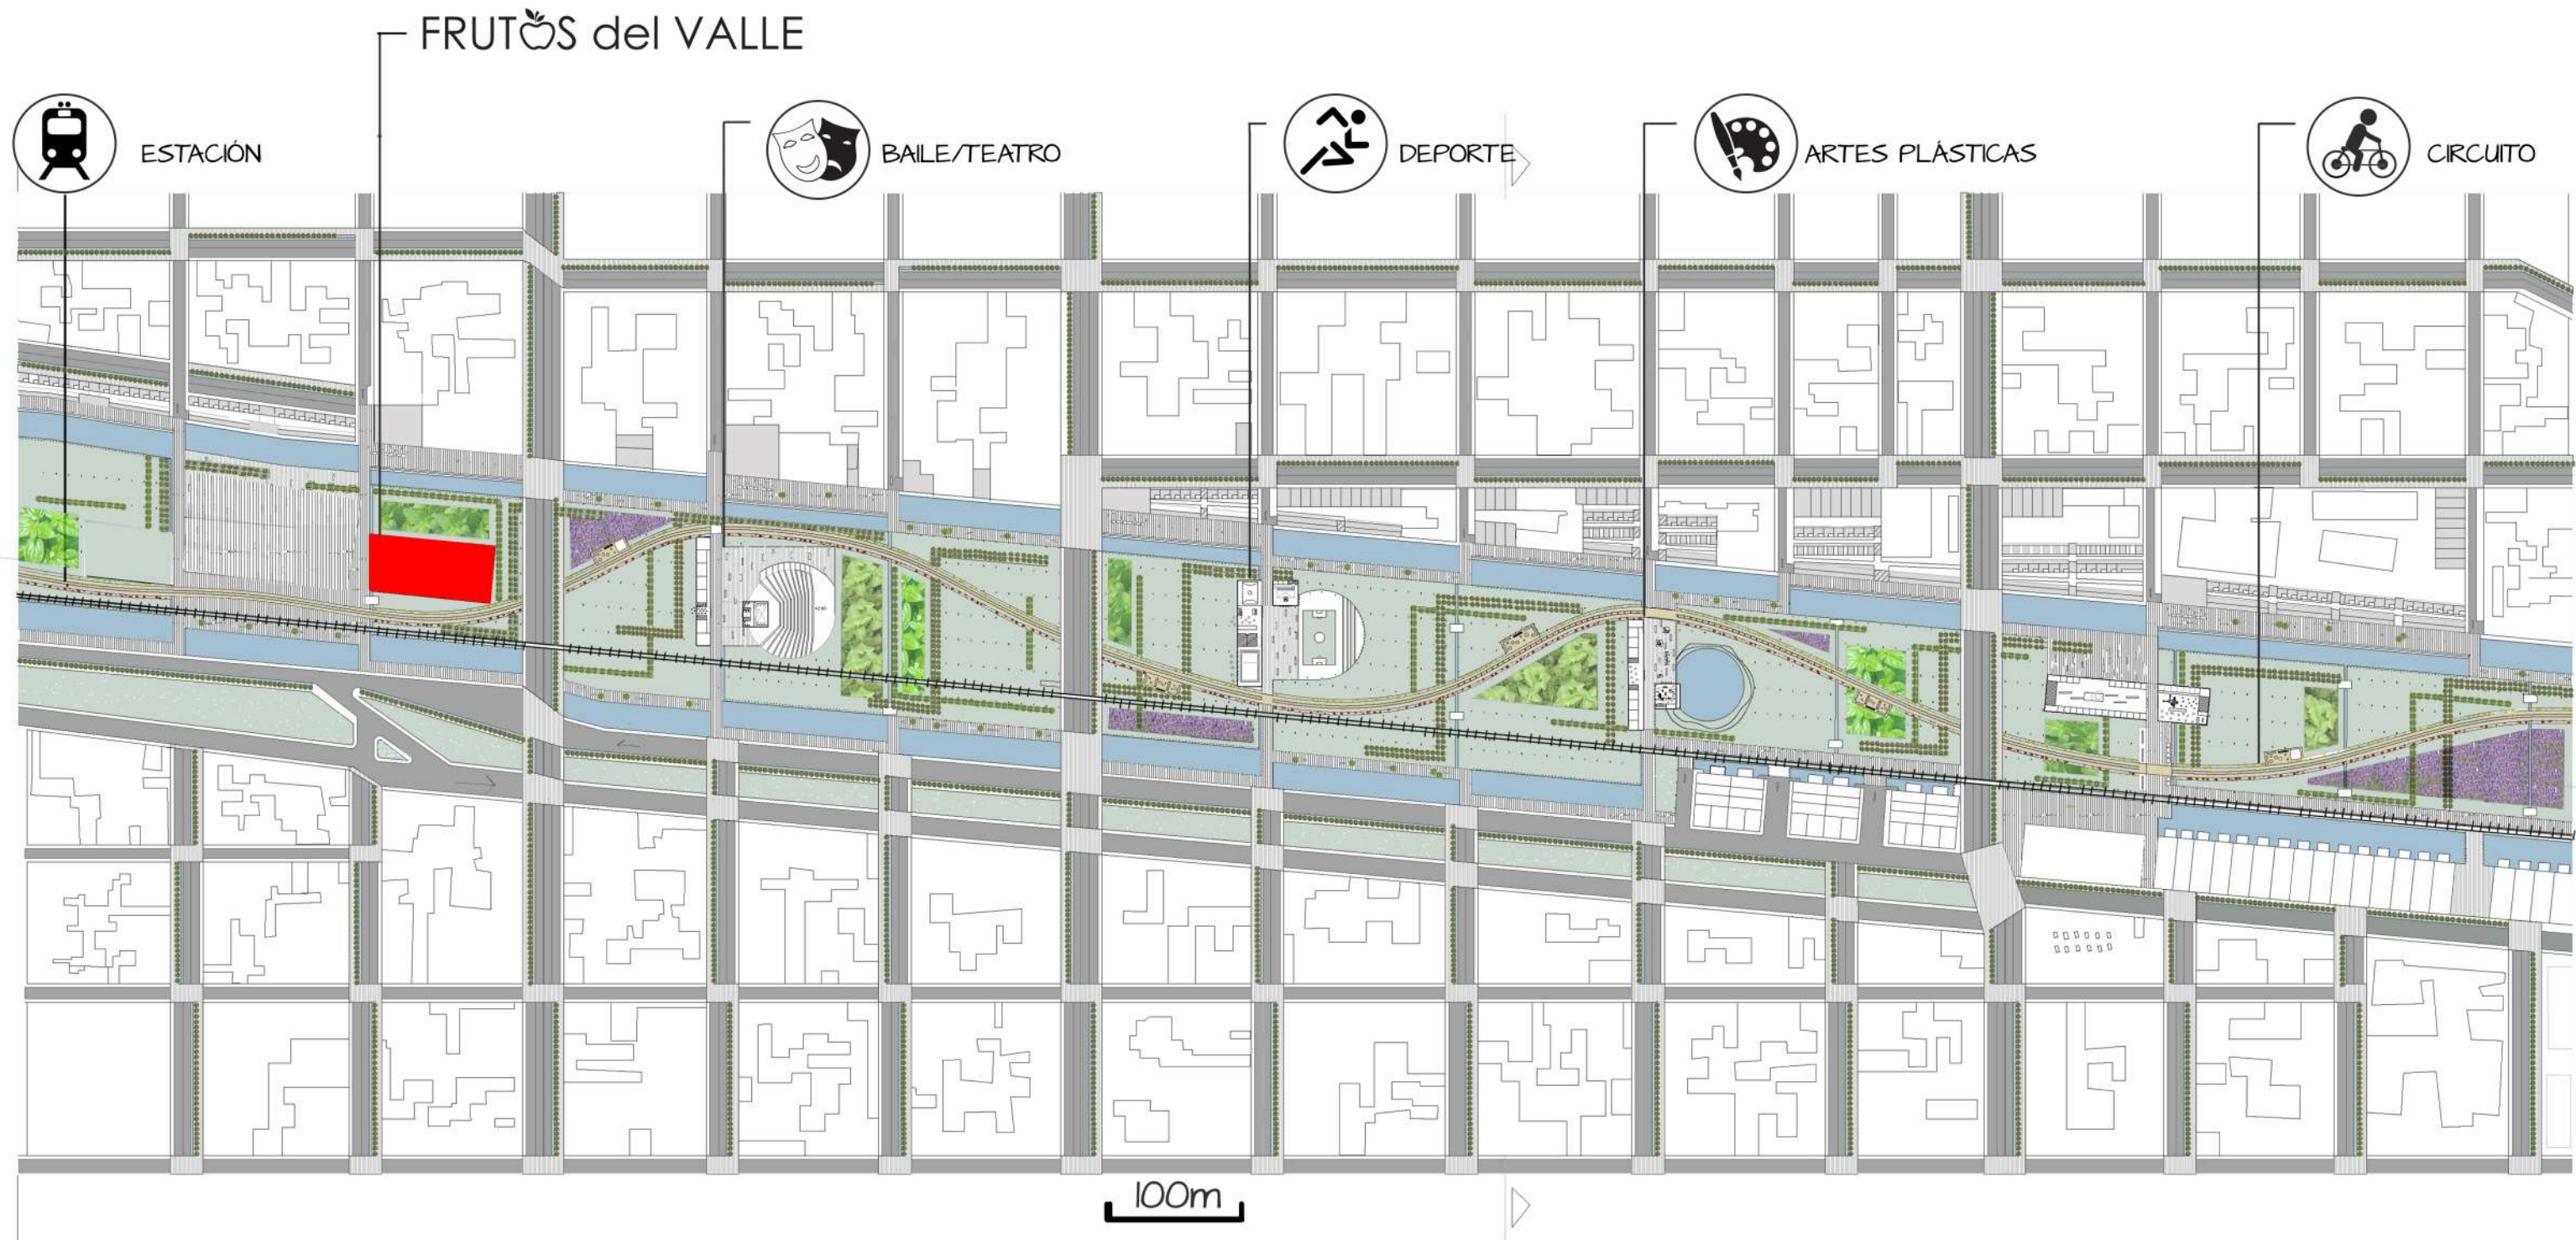 FRUTOS del VALLE
ESTACIÓN
BAILE/TEATRO
DEPORTE
ARTES PLÁSTICAS
CIRCUITO
100m